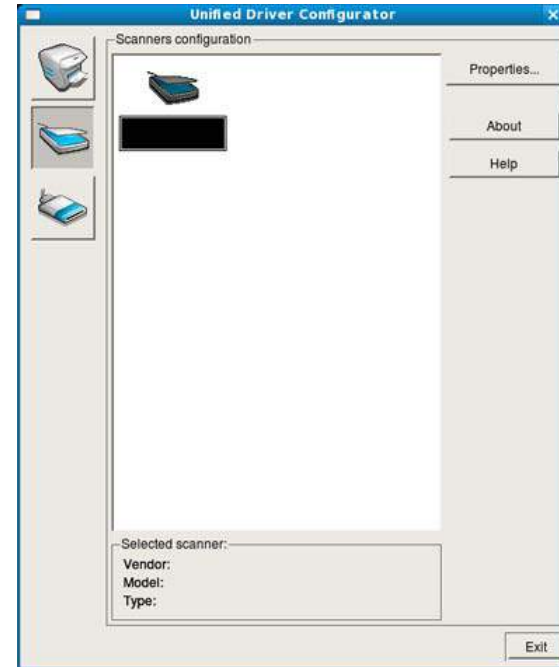 Unified Driver Configurator
Scanners configuration
Properties...
About
Help
Selected scanner:
Vendor:
Model:
Type:
Exit